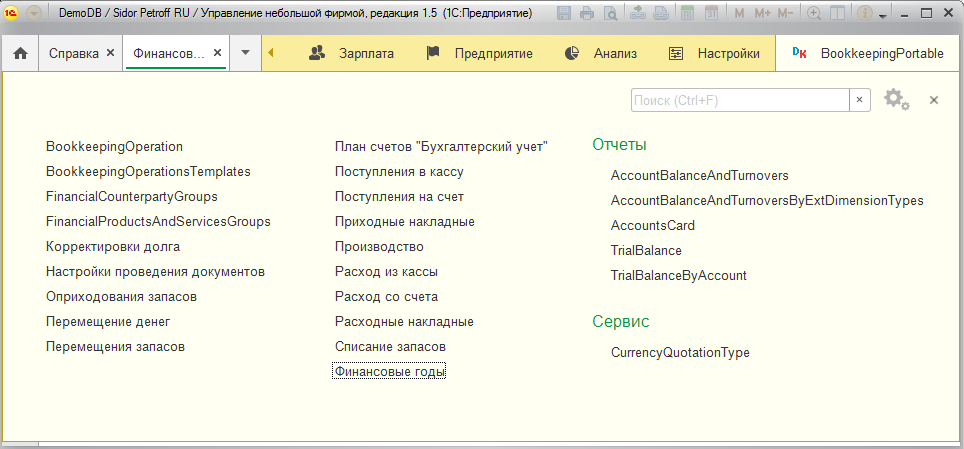 DemoDB / Sidor Petroff RU / Управление небольшой фирмой, редакция 1.5 (1С:Предприятие)
M M+ M-
Справка
Финансов...
Зарплата
Предприятие
Анализ
Настройки
BookkeepingPortable
Поиск (Ctrl+F)
BookkeepingOperation
BookkeepingOperationsTemplates
FinancialCounterpartyGroups
FinancialProductsAndServicesGroups
Корректировки долга
Настройки проведения документов
Оприходования запасов
Перемещение денег
Перемещения запасов
План счетов "Бухгалтерский учет"
Поступления в кассу
Поступления на счет
Приходные накладные
Производство
Расход из кассы
Расход со счета
Расходные накладные
Списание запасов
Финансовые годы
Отчеты
AccountBalanceAndTurnovers
AccountBalanceAndTurnoversByExtDimensionTypes
AccountsCard
TrialBalance
TrialBalanceByAccount
Сервис
CurrencyQuotationType